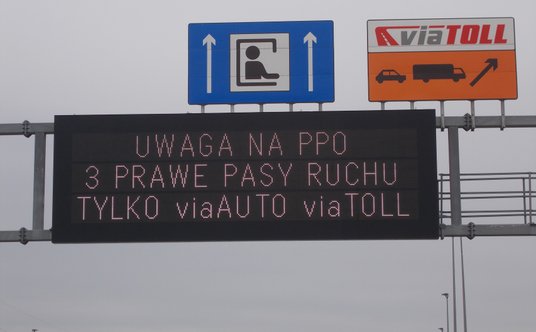 viaTOLL
UWAGA NA PPO
3 PRAWE PASY RUCHU
TYLKO viaAUTO viaTOLL